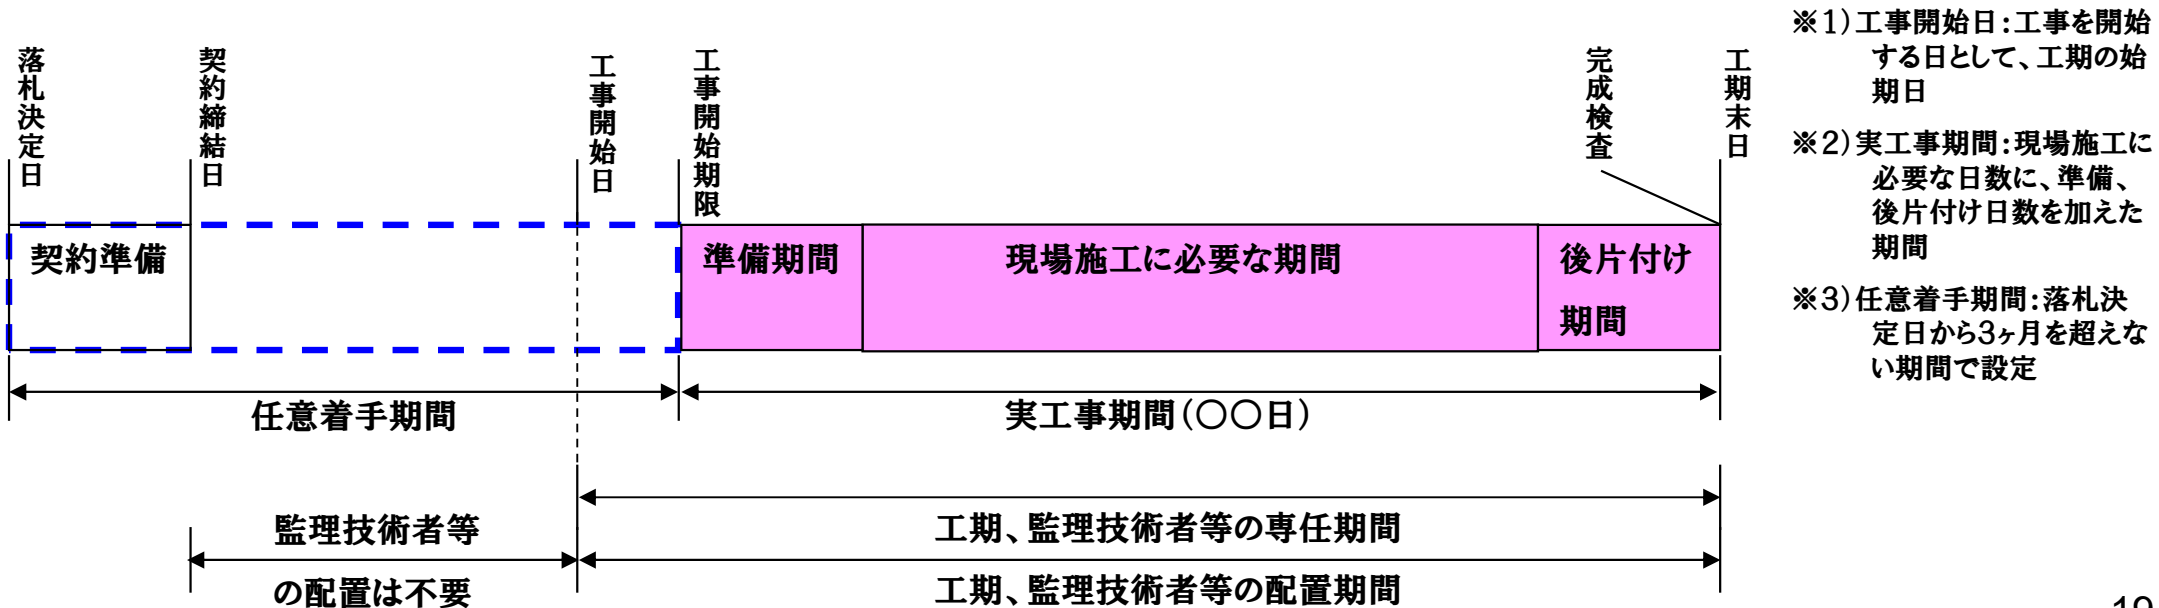 落札決定日
契約締結日
工事開始日
工事開始期限
完成検査
工期末日
契約準備
準備期間
現場施工に必要な期間
後片付け
期間
任意着手期間
実工事期間(〇〇日)
工期、監理技術者等の専任期間
監理技術者等
の配置は不要
工期、監理技術者等の配置期間
※1)工事開始日:工事を開始
する日として、工期の始
期日
※2)実工事期間:現場施工に
必要な日数に、準備、
後片付け日数を加えた
期間
※3)任意着手期間:落札決
定日から3ヶ月を超えな
い期間で設定